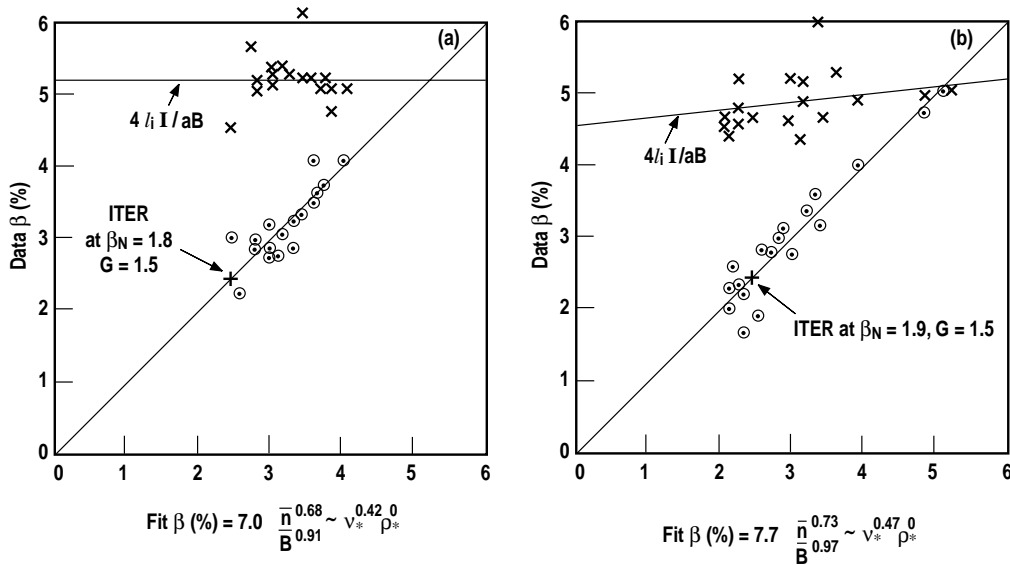 (a)
6
5
4
3
2
1
0
Data β (%)
4 lᵢ I / aB
ITER
at βN = 1.8
G = 1.5
0 1 2 3 4 5 6
Fit β (%) = 7.0 n̄^0.68 / B^0.91 ~ ν*^0.42 ρ*^0
(b)
6
5
4
3
2
1
0
Data β (%)
4lᵢ I/aB
ITER at βN = 1.9, G = 1.5
0 1 2 3 4 5 6
Fit β (%) = 7.7 n̄^0.73 / B^0.97 ~ ν*^0.47 ρ*^0